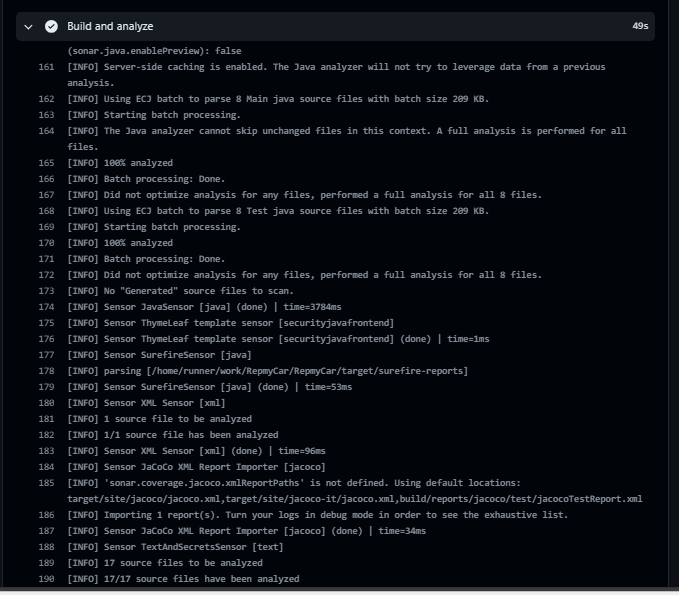 Build and analyze 49s
(sonar.java.enablePreview): false
161 [INFO] Server-side caching is enabled. The Java analyzer will not try to leverage data from a previous
analysis.
162 [INFO] Using ECJ batch to parse 8 Main java source files with batch size 209 KB.
163 [INFO] Starting batch processing.
164 [INFO] The Java analyzer cannot skip unchanged files in this context. A full analysis is performed for all
files.
165 [INFO] 100% analyzed
166 [INFO] Batch processing: Done.
167 [INFO] Did not optimize analysis for any files, performed a full analysis for all 8 files.
168 [INFO] Using ECJ batch to parse 8 Test java source files with batch size 209 KB.
169 [INFO] Starting batch processing.
170 [INFO] 100% analyzed
171 [INFO] Batch processing: Done.
172 [INFO] Did not optimize analysis for any files, performed a full analysis for all 8 files.
173 [INFO] No "Generated" source files to scan.
174 [INFO] Sensor JavaSensor [java] (done) | time=3784ms
175 [INFO] Sensor ThymeLeaf template sensor [securityjavafrontend]
176 [INFO] Sensor ThymeLeaf template sensor [securityjavafrontend] (done) | time=1ms
177 [INFO] Sensor SurefireSensor [java]
178 [INFO] parsing [/home/runner/work/RepmyCar/RepmyCar/target/surefire-reports]
179 [INFO] Sensor SurefireSensor [java] (done) | time=53ms
180 [INFO] Sensor XML Sensor [xml]
181 [INFO] 1 source file to be analyzed
182 [INFO] 1/1 source file has been analyzed
183 [INFO] Sensor XML Sensor [xml] (done) | time=96ms
184 [INFO] Sensor JaCoCo XML Report Importer [jacoco]
185 [INFO] 'sonar.coverage.jacoco.xmlReportPaths' is not defined. Using default locations:
target/site/jacoco/jacoco.xml,target/site/jacoco-it/jacoco.xml,build/reports/jacoco/test/jacocoTestReport.xml
186 [INFO] Importing 1 report(s). Turn your logs in debug mode in order to see the exhaustive list.
187 [INFO] Sensor JaCoCo XML Report Importer [jacoco] (done) | time=34ms
188 [INFO] Sensor TextAndSecretsSensor [text]
189 [INFO] 17 source files to be analyzed
190 [INFO] 17/17 source files have been analyzed